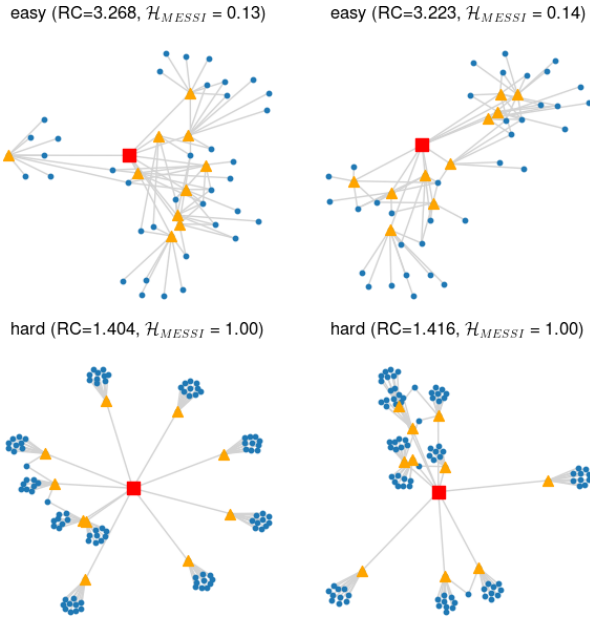 easy (RC=3.268, ℋ_MESSI = 0.13)
easy (RC=3.223, ℋ_MESSI = 0.14)
hard (RC=1.404, ℋ_MESSI = 1.00)
hard (RC=1.416, ℋ_MESSI = 1.00)